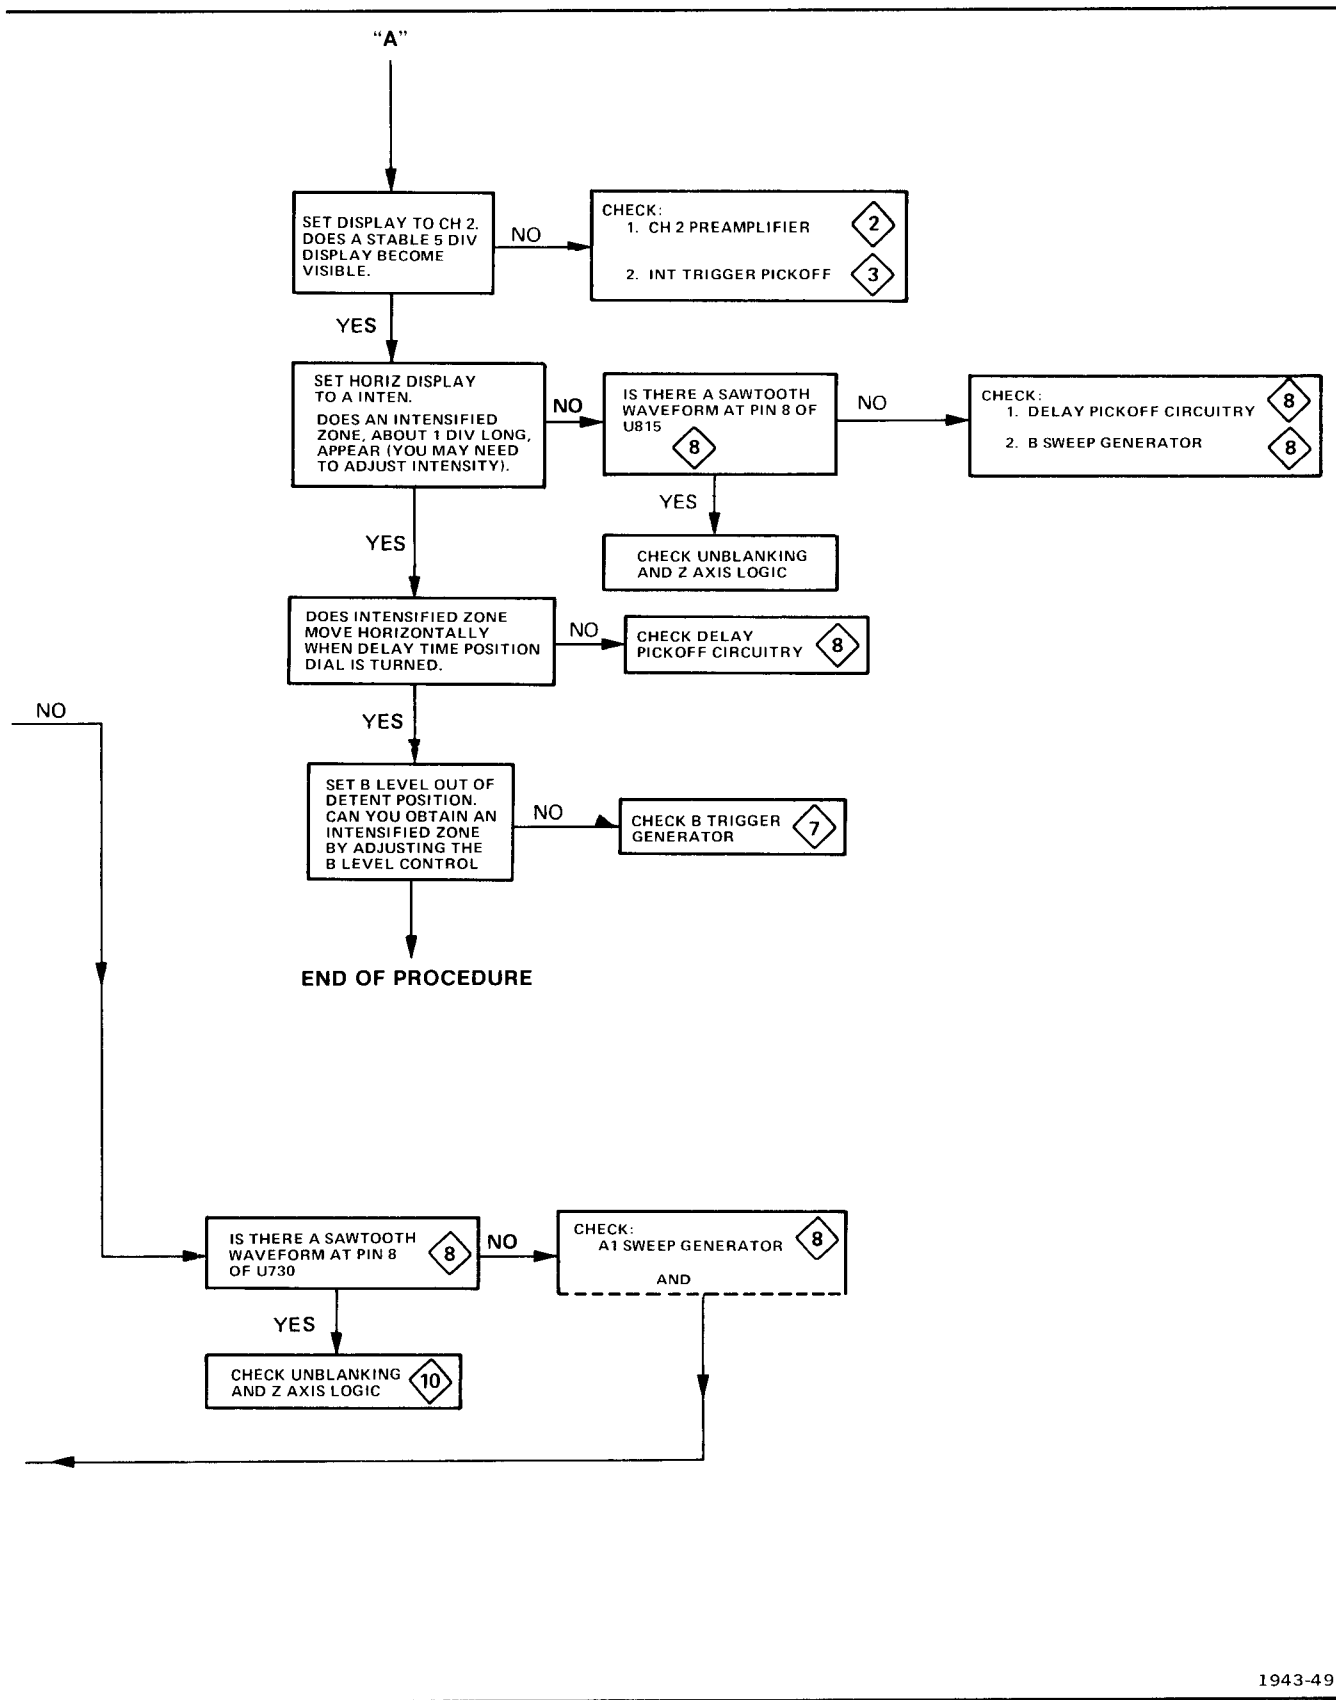 "A"
SET DISPLAY TO CH 2.
DOES A STABLE 5 DIV
DISPLAY BECOME
VISIBLE.
NO
CHECK:
1. CH 2 PREAMPLIFIER 2
2. INT TRIGGER PICKOFF 3
YES
SET HORIZ DISPLAY
TO A INTEN.
DOES AN INTENSIFIED
ZONE, ABOUT 1 DIV LONG,
APPEAR (YOU MAY NEED
TO ADJUST INTENSITY).
NO
IS THERE A SAWTOOTH
WAVEFORM AT PIN 8 OF
U815
8
NO
CHECK:
1. DELAY PICKOFF CIRCUITRY 8
2. B SWEEP GENERATOR 8
YES
CHECK UNBLANKING
AND Z AXIS LOGIC
YES
DOES INTENSIFIED ZONE
MOVE HORIZONTALLY
WHEN DELAY TIME POSITION
DIAL IS TURNED.
NO
CHECK DELAY
PICKOFF CIRCUITRY 8
YES
SET B LEVEL OUT OF
DETENT POSITION.
CAN YOU OBTAIN AN
INTENSIFIED ZONE
BY ADJUSTING THE
B LEVEL CONTROL
NO
CHECK B TRIGGER
GENERATOR 7
END OF PROCEDURE
NO
IS THERE A SAWTOOTH
WAVEFORM AT PIN 8
OF U730
8
NO
CHECK:
A1 SWEEP GENERATOR 8
AND
YES
CHECK UNBLANKING
AND Z AXIS LOGIC
10
1943-49